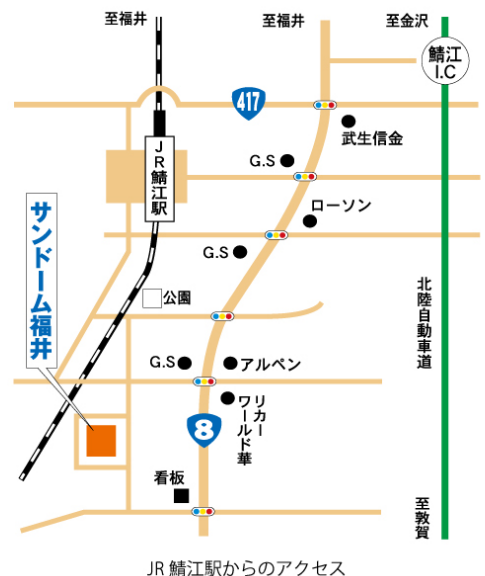 至福井
至福井
至金沢
鯖江
I.C
417
武生信金
G.S
JR鯖江駅
ローソン
サンドーム福井
G.S
公園
北陸自動車道
G.S
アルペン
リカー
ワールド華
8
看板
至敦賀
JR 鯖江駅からのアクセス